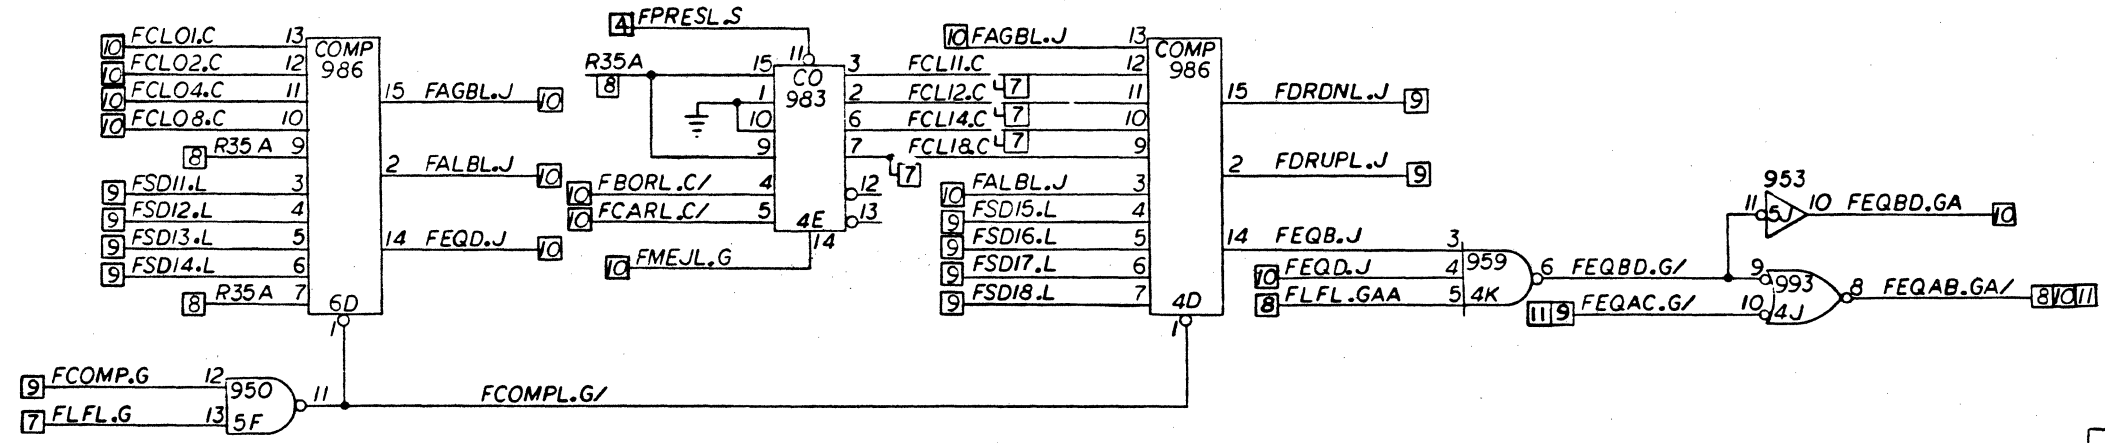 4 FPRESL.S
10 FCL01.C 13
10 FCL02.C 12
10 FCL04.C 11
10 FCL08.C 10
8 R35A 9
9 FSD11.L 3
9 FSD12.L 4
9 FSD13.L 5
9 FSD14.L 6
8 R35A 7
COMP
986
6D
1
15 FAGBL.J 10
2 FALBL.J 10
14 FEQD.J 10
R35A 15
8
11
1
10
9
10 FBORL.C/ 4
10 FCARL.C/ 5
10 FMEJL.G 14
CO
983
4E
3 FCL11.C 7
2 FCL12.C 7
6 FCL14.C 7
7 FCL18.C 7
12
13
10 FAGBL.J 13
12
11
10
9
10 FALBL.J 3
9 FSD15.L 4
9 FSD16.L 5
9 FSD17.L 6
9 FSD18.L 7
COMP
986
4D
1
15 FDRDNL.J 9
2 FDRUPL.J 9
14 FEQB.J 3
10 FEQD.J 4
8 FLFL.GAA 5
959
4K
6 FEQBD.G/ 9
953
11 5J 10 FEQBD.GA 10
11 9 FEQAC.G/ 10
993
4J
8 FEQAB.GA/ 8 10 11
9 FCOMP.G 12
7 FLFL.G 13
950
5F
11 FCOMPL.G/